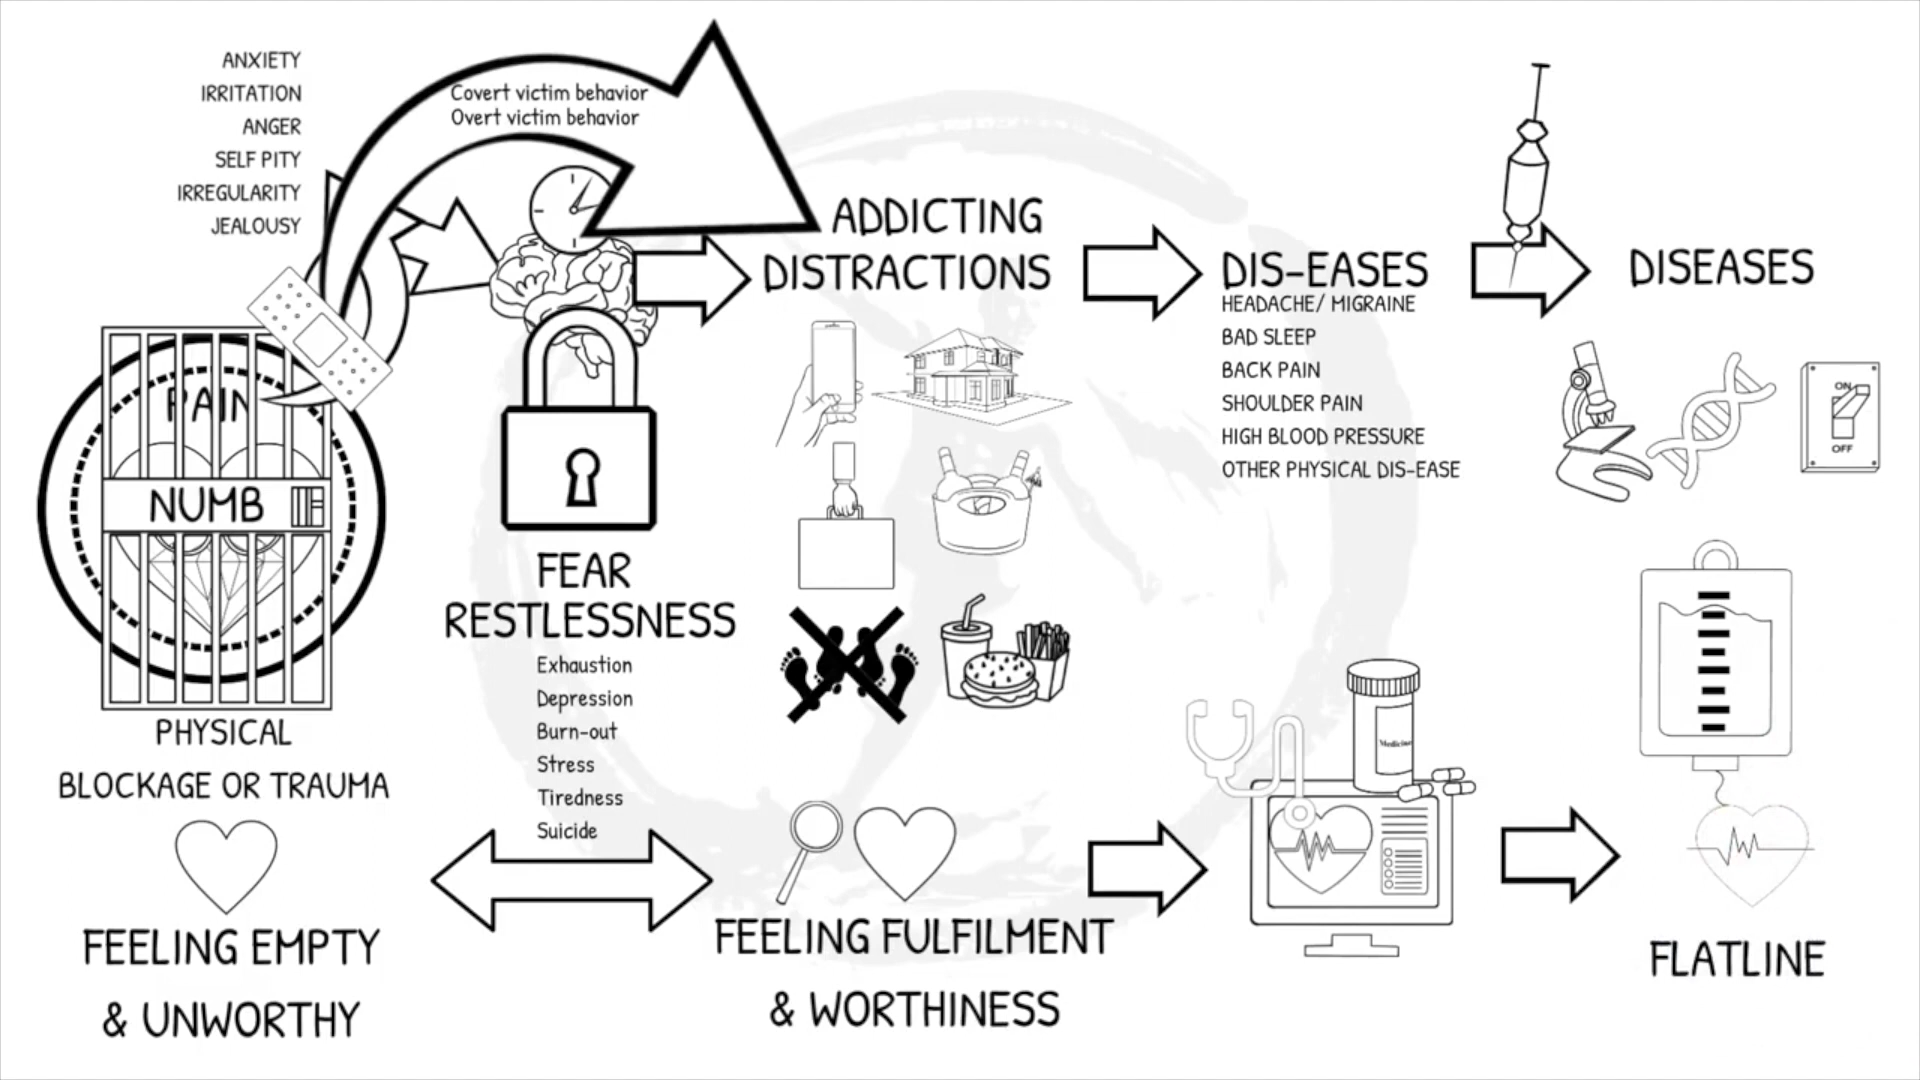 ANXIETY
IRRITATION
ANGER
SELF PITY
IRREGULARITY
JEALOUSY
Covert victim behavior
Overt victim behavior
PAIN
NUMB
PHYSICAL
BLOCKAGE OR TRAUMA
FEELING EMPTY
& UNWORTHY
FEAR
RESTLESSNESS
Exhaustion
Depression
Burn-out
Stress
Tiredness
Suicide
ADDICTING
DISTRACTIONS
FEELING FULFILMENT
& WORTHINESS
DIS-EASES
HEADACHE/ MIGRAINE
BAD SLEEP
BACK PAIN
SHOULDER PAIN
HIGH BLOOD PRESSURE
OTHER PHYSICAL DIS-EASE
Medicine
DISEASES
ON
OFF
FLATLINE